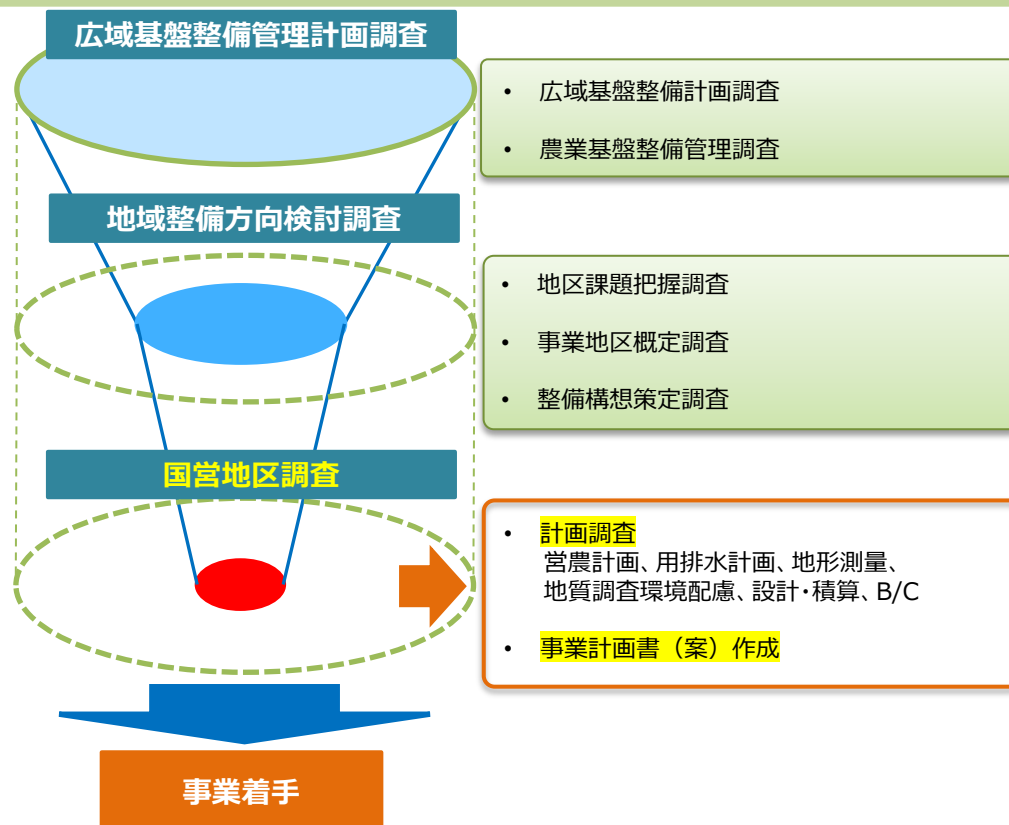 広域基盤整備管理計画調査
• 広域基盤整備計画調査
• 農業基盤整備管理調査
地域整備方向検討調査
• 地区課題把握調査
• 事業地区概定調査
• 整備構想策定調査
国営地区調査
• 計画調査
営農計画、用排水計画、地形測量、
地質調査環境配慮、設計・積算、B/C
• 事業計画書（案）作成
事業着手